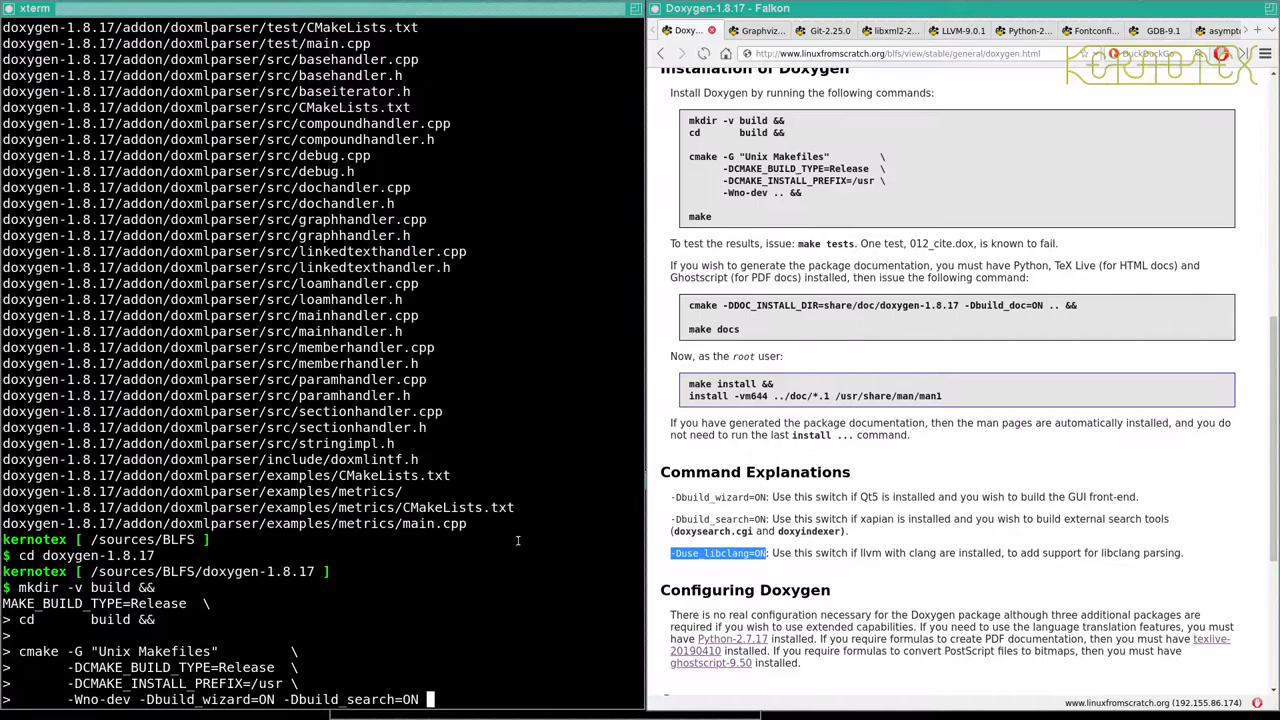 xterm
doxygen-1.8.17/addon/doxmlparser/test/CMakeLists.txt
doxygen-1.8.17/addon/doxmlparser/test/main.cpp
doxygen-1.8.17/addon/doxmlparser/src/basehandler.cpp
doxygen-1.8.17/addon/doxmlparser/src/basehandler.h
doxygen-1.8.17/addon/doxmlparser/src/baseiterator.h
doxygen-1.8.17/addon/doxmlparser/src/CMakeLists.txt
doxygen-1.8.17/addon/doxmlparser/src/compoundhandler.cpp
doxygen-1.8.17/addon/doxmlparser/src/compoundhandler.h
doxygen-1.8.17/addon/doxmlparser/src/debug.cpp
doxygen-1.8.17/addon/doxmlparser/src/debug.h
doxygen-1.8.17/addon/doxmlparser/src/dochandler.cpp
doxygen-1.8.17/addon/doxmlparser/src/dochandler.h
doxygen-1.8.17/addon/doxmlparser/src/graphhandler.cpp
doxygen-1.8.17/addon/doxmlparser/src/graphhandler.h
doxygen-1.8.17/addon/doxmlparser/src/linkedtexthandler.cpp
doxygen-1.8.17/addon/doxmlparser/src/linkedtexthandler.h
doxygen-1.8.17/addon/doxmlparser/src/loamhandler.cpp
doxygen-1.8.17/addon/doxmlparser/src/loamhandler.h
doxygen-1.8.17/addon/doxmlparser/src/mainhandler.cpp
doxygen-1.8.17/addon/doxmlparser/src/mainhandler.h
doxygen-1.8.17/addon/doxmlparser/src/memberhandler.cpp
doxygen-1.8.17/addon/doxmlparser/src/memberhandler.h
doxygen-1.8.17/addon/doxmlparser/src/paramhandler.cpp
doxygen-1.8.17/addon/doxmlparser/src/paramhandler.h
doxygen-1.8.17/addon/doxmlparser/src/sectionhandler.cpp
doxygen-1.8.17/addon/doxmlparser/src/sectionhandler.h
doxygen-1.8.17/addon/doxmlparser/src/stringimpl.h
doxygen-1.8.17/addon/doxmlparser/include/doxmlintf.h
doxygen-1.8.17/addon/doxmlparser/examples/CMakeLists.txt
doxygen-1.8.17/addon/doxmlparser/examples/metrics/
doxygen-1.8.17/addon/doxmlparser/examples/metrics/CMakeLists.txt
doxygen-1.8.17/addon/doxmlparser/examples/metrics/main.cpp
kernotex [ /sources/BLFS ]
$ cd doxygen-1.8.17
kernotex [ /sources/BLFS/doxygen-1.8.17 ]
$ mkdir -v build &&
MAKE_BUILD_TYPE=Release  \
> cd       build &&
>
> cmake -G "Unix Makefiles"         \
>       -DCMAKE_BUILD_TYPE=Release  \
>       -DCMAKE_INSTALL_PREFIX=/usr \
>       -Wno-dev -Dbuild_wizard=ON -Dbuild_search=ON
Doxygen-1.8.17 - Falkon
Doxy... Graphviz... Git-2.25.0 libxml2-2... LLVM-9.0.1 Python-2... Fontconfi... GDB-9.1 asympto
http://www.linuxfromscratch.org/blfs/view/stable/general/doxygen.html DuckDuckGo
KERNOTEX
Installation of Doxygen
Install Doxygen by running the following commands:
mkdir -v build &&
cd       build &&
cmake -G "Unix Makefiles"         \
      -DCMAKE_BUILD_TYPE=Release  \
      -DCMAKE_INSTALL_PREFIX=/usr \
      -Wno-dev .. &&
make
To test the results, issue: make tests. One test, 012_cite.dox, is known to fail.
If you wish to generate the package documentation, you must have Python, TeX Live (for HTML docs) and
Ghostscript (for PDF docs) installed, then issue the following command:
cmake -DDOC_INSTALL_DIR=share/doc/doxygen-1.8.17 -Dbuild_doc=ON .. &&
make docs
Now, as the root user:
make install &&
install -vm644 ../doc/*.1 /usr/share/man/man1
If you have generated the package documentation, then the man pages are automatically installed, and you do
not need to run the last install ... command.
Command Explanations
-Dbuild_wizard=ON: Use this switch if Qt5 is installed and you wish to build the GUI front-end.
-Dbuild_search=ON: Use this switch if xapian is installed and you wish to build external search tools
(doxysearch.cgi and doxyindexer).
-Duse_libclang=ON: Use this switch if llvm with clang are installed, to add support for libclang parsing.
Configuring Doxygen
There is no real configuration necessary for the Doxygen package although three additional packages are
required if you wish to use extended capabilities. If you need to use the language translation features, you must
have Python-2.7.17 installed. If you require formulas to create PDF documentation, then you must have texlive-
20190410 installed. If you require formulas to convert PostScript files to bitmaps, then you must have
ghostscript-9.50 installed.
www.linuxfromscratch.org (192.155.86.174)